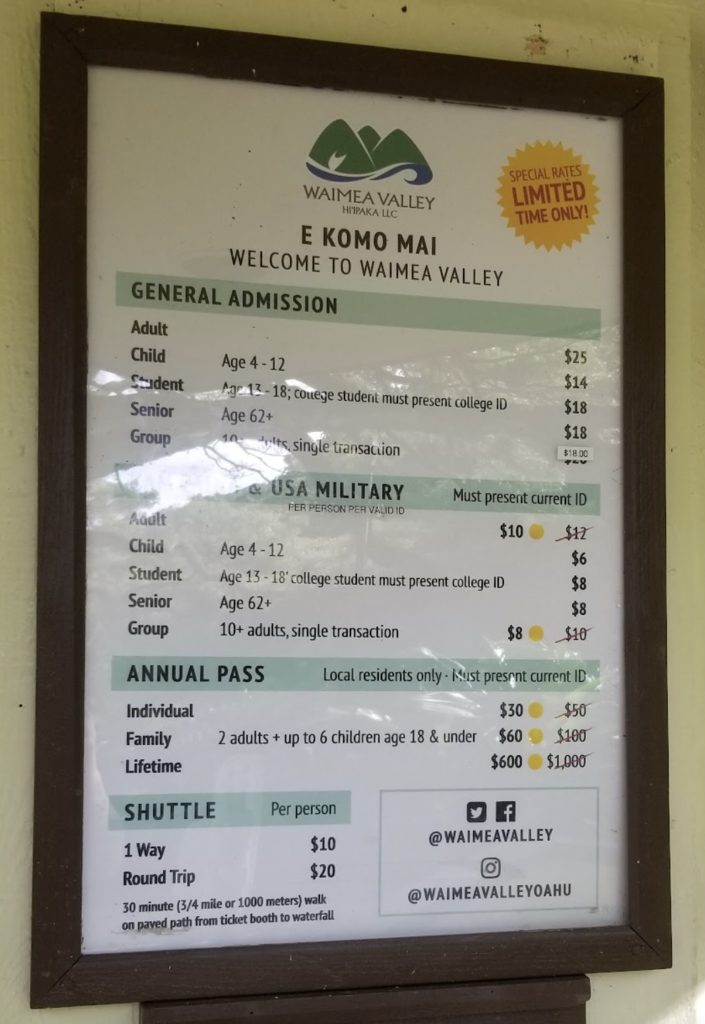 WAIMEA VALLEY
HI'IPAKA LLC
SPECIAL RATES
LIMITED
TIME ONLY!
E KOMO MAI
WELCOME TO WAIMEA VALLEY
GENERAL ADMISSION
Adult $25
Child Age 4 - 12 $14
Student Age 13 - 18; college student must present college ID $18
Senior Age 62+ $18
Group 10+ adults, single transaction $18.00
& USA MILITARY Must present current ID
PER PERSON PER VALID ID
Adult $10 $12
Child Age 4 - 12 $6
Student Age 13 - 18' college student must present college ID $8
Senior Age 62+ $8
Group 10+ adults, single transaction $8 $10
ANNUAL PASS Local residents only · Must present current ID
Individual $30 $50
Family 2 adults + up to 6 children age 18 & under $60 $100
Lifetime $600 $1,000
SHUTTLE Per person
1 Way $10
Round Trip $20
30 minute (3/4 mile or 1000 meters) walk
on paved path from ticket booth to waterfall
@WAIMEAVALLEY
@WAIMEAVALLEYOAHU